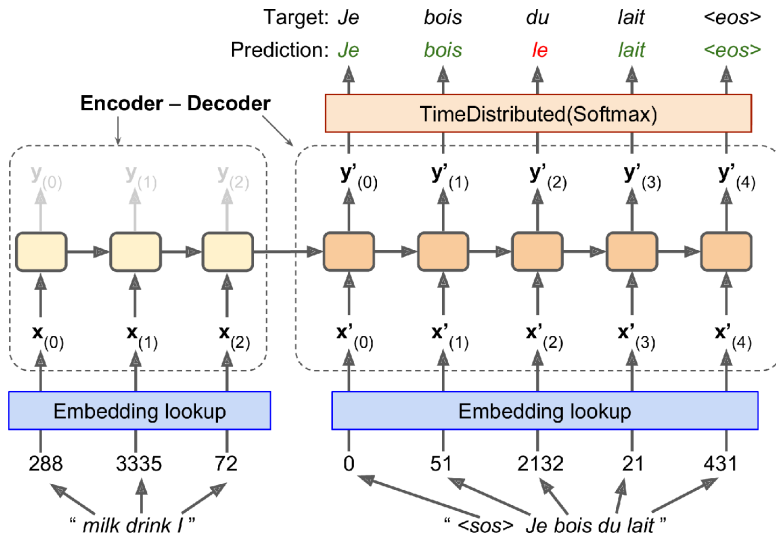 Target: Je bois du lait <eos>
Prediction: Je bois le lait <eos>
Encoder – Decoder
TimeDistributed(Softmax)
y(0) y(1) y(2) y'(0) y'(1) y'(2) y'(3) y'(4)
x(0) x(1) x(2) x'(0) x'(1) x'(2) x'(3) x'(4)
Embedding lookup Embedding lookup
288 3335 72 0 51 2132 21 431
“ milk drink I ” “ <sos> Je bois du lait ”